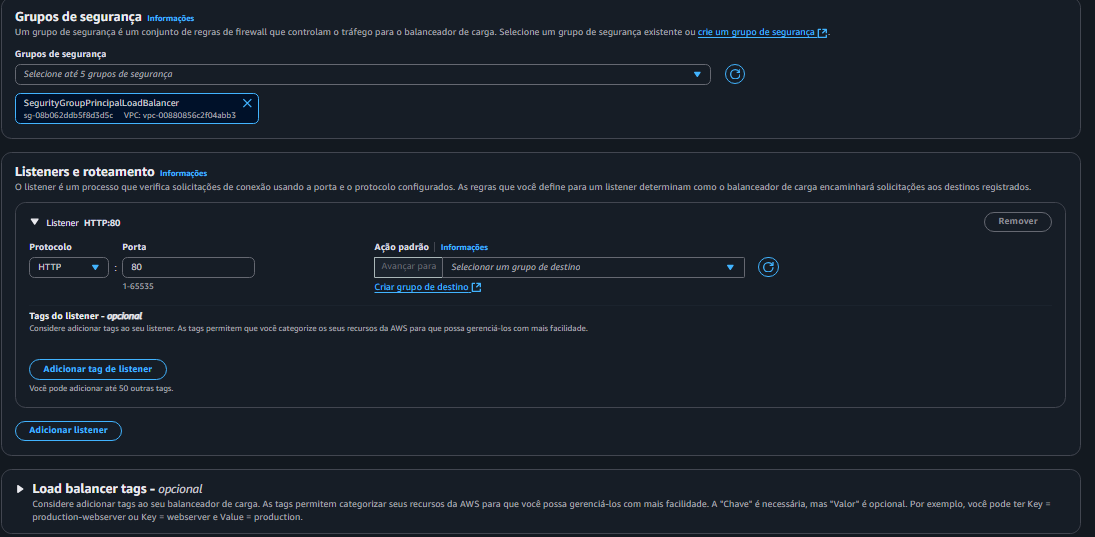 Grupos de segurança Informações
Um grupo de segurança é um conjunto de regras de firewall que controlam o tráfego para o balanceador de carga. Selecione um grupo de segurança existente ou crie um grupo de segurança.
Grupos de segurança
Selecione até 5 grupos de segurança
SegurityGroupPrincipalLoadBalancer
sg-08b062ddb5f8d3d5c VPC: vpc-00880856c2f04abb3
Listeners e roteamento Informações
O listener é um processo que verifica solicitações de conexão usando a porta e o protocolo configurados. As regras que você define para um listener determinam como o balanceador de carga encaminhará solicitações aos destinos registrados.
Listener HTTP:80
Remover
Protocolo Porta Ação padrão Informações
HTTP : 80 Avançar para Selecionar um grupo de destino
1-65535 Criar grupo de destino
Tags do listener - opcional
Considere adicionar tags ao seu listener. As tags permitem que você categorize os seus recursos da AWS para que possa gerenciá-los com mais facilidade.
Adicionar tag de listener
Você pode adicionar até 50 outras tags.
Adicionar listener
Load balancer tags - opcional
Considere adicionar tags ao seu balanceador de carga. As tags permitem categorizar seus recursos da AWS para que você possa gerenciá-los com mais facilidade. A "Chave" é necessária, mas "Valor" é opcional. Por exemplo, você pode ter Key =
production-webserver ou Key = webserver e Value = production.